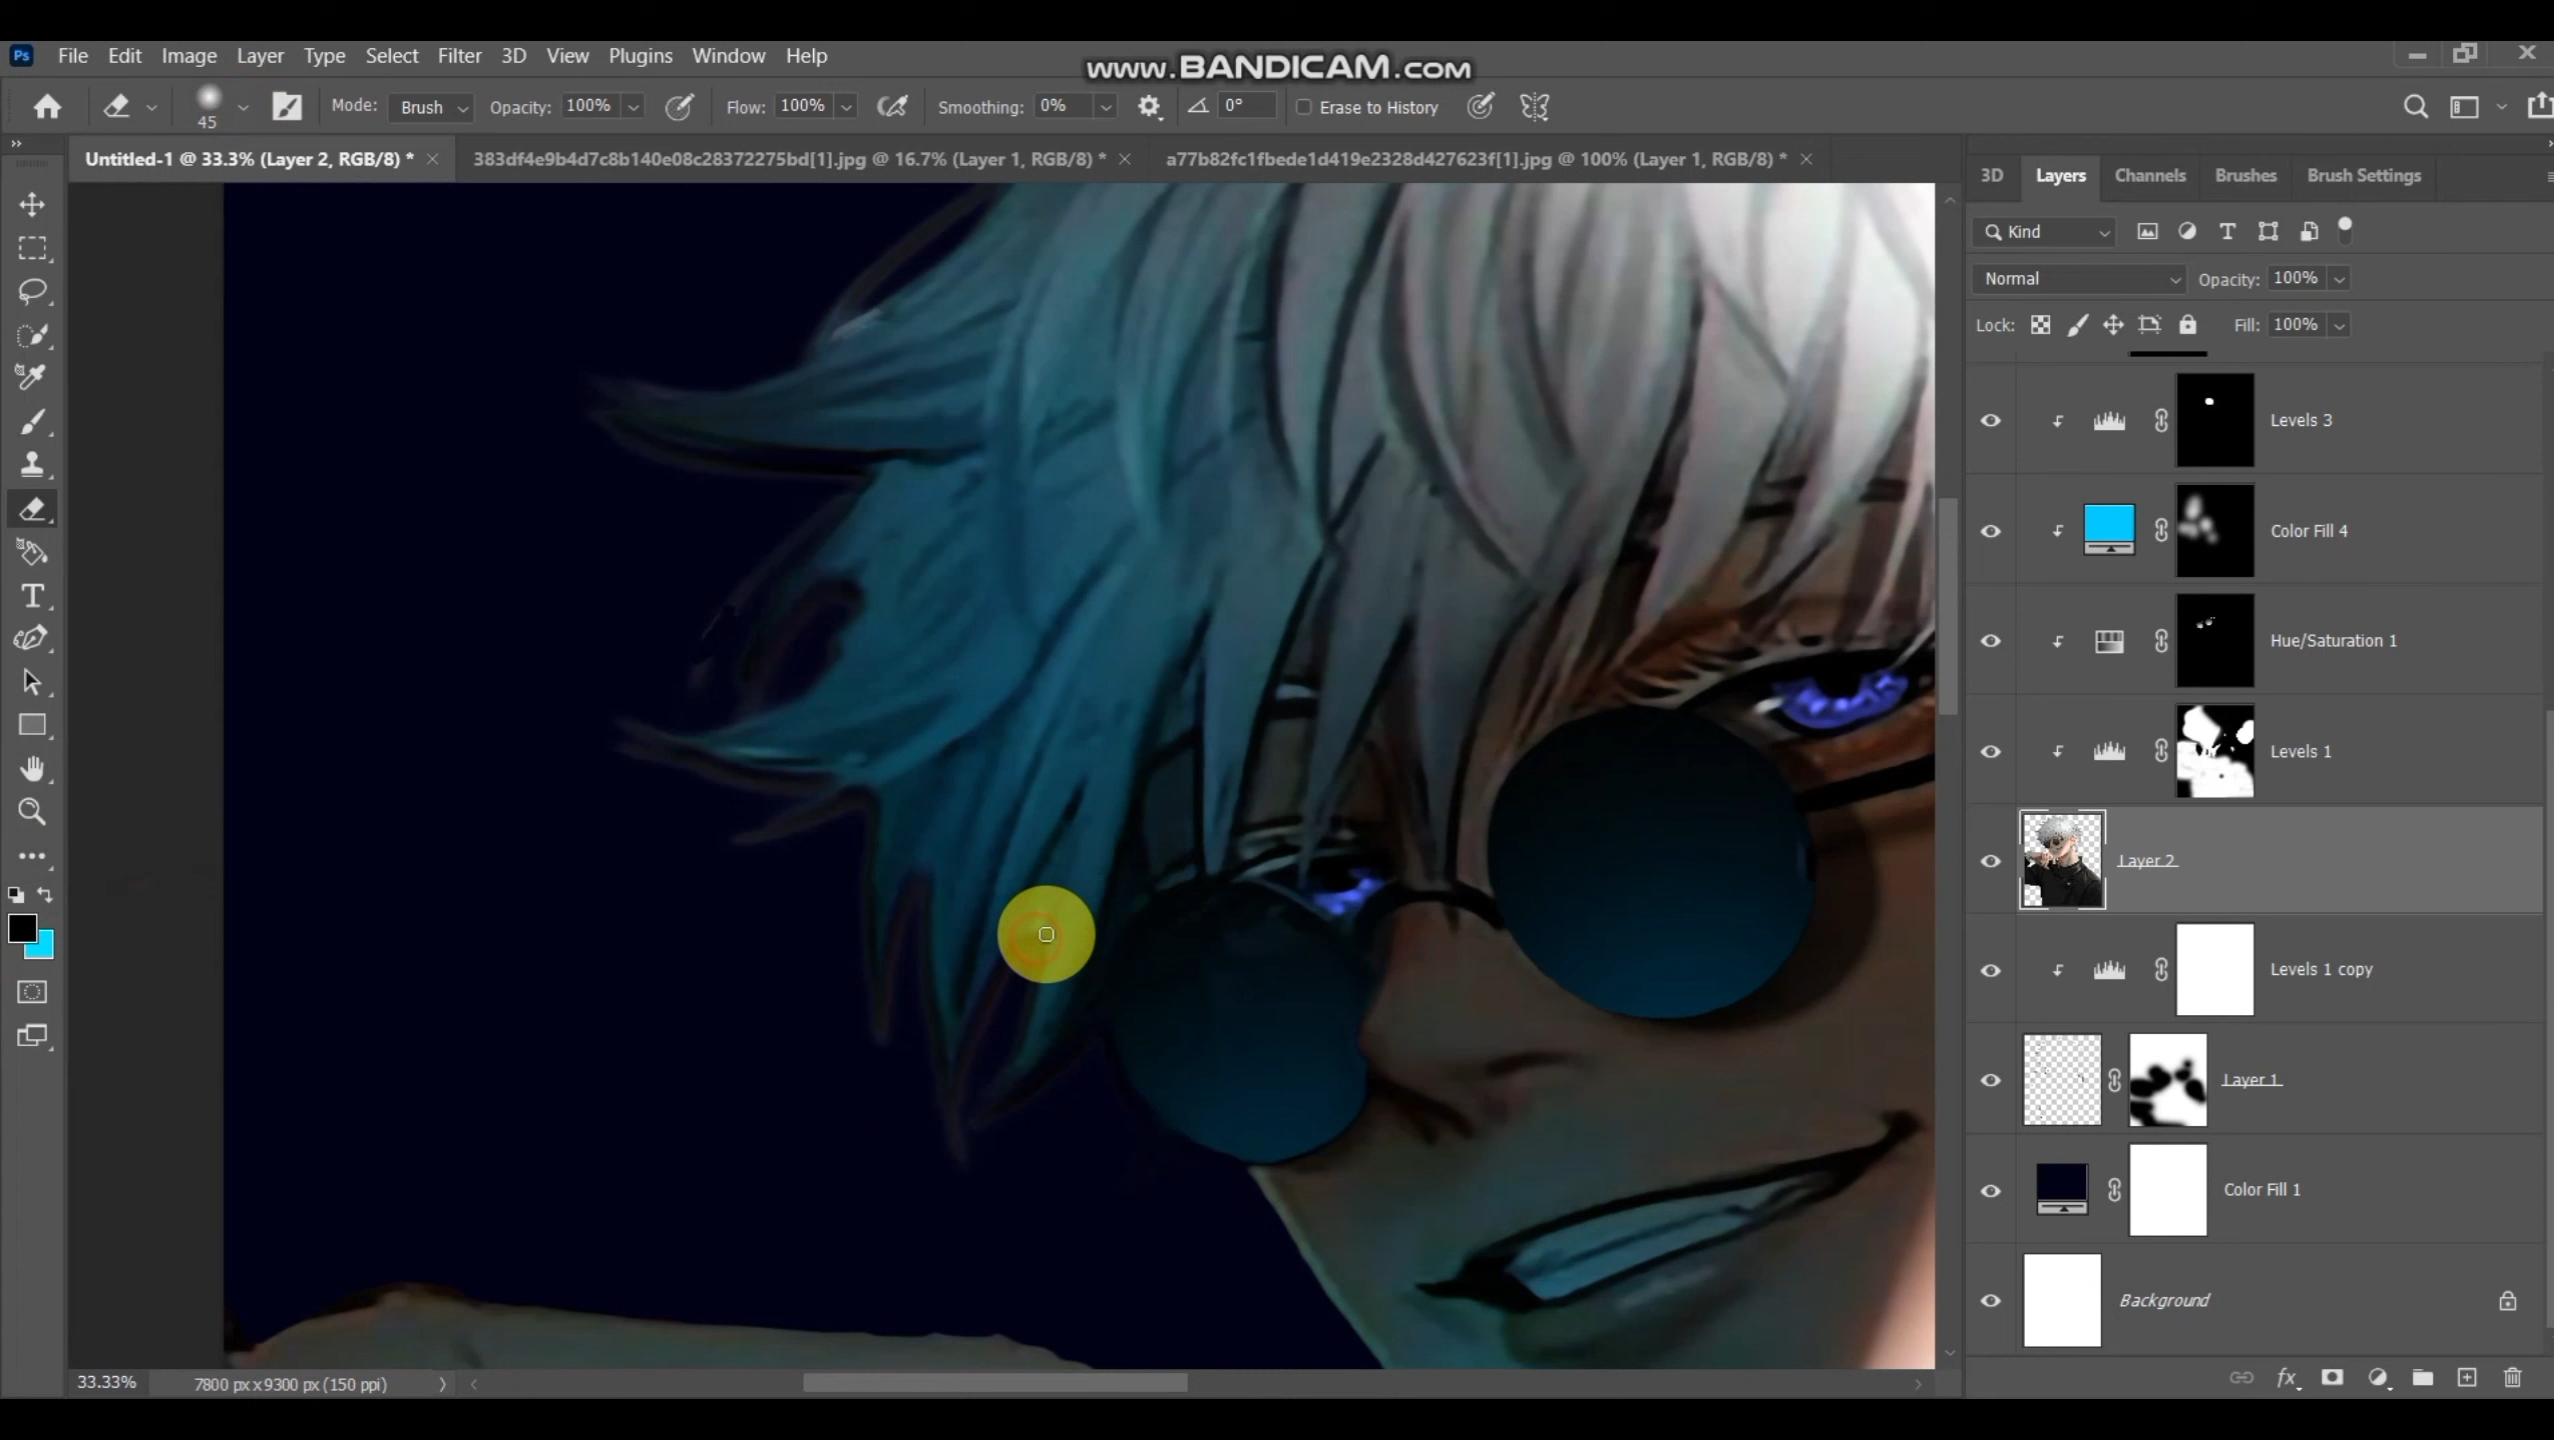 Ps File Edit Image Layer Type Select Filter 3D View Plugins Window Help
www.BANDICAM.com
45 Mode: Brush Opacity: 100% Flow: 100% Smoothing: 0% 0° Erase to History
Untitled-1 @ 33.3% (Layer 2, RGB/8) * 383df4e9b4d7c8b140e08c28372275bd[1].jpg @ 16.7% (Layer 1, RGB/8) * a77b82fc1fbede1d419e2328d427623f[1].jpg @ 100% (Layer 1, RGB/8) *
3D Layers Channels Brushes Brush Settings
Kind
Normal Opacity: 100%
Lock: Fill: 100%
Levels 3
Color Fill 4
Hue/Saturation 1
Levels 1
Layer 2
Levels 1 copy
Layer 1
Color Fill 1
Background
33.33% 7800 px x 9300 px (150 ppi)